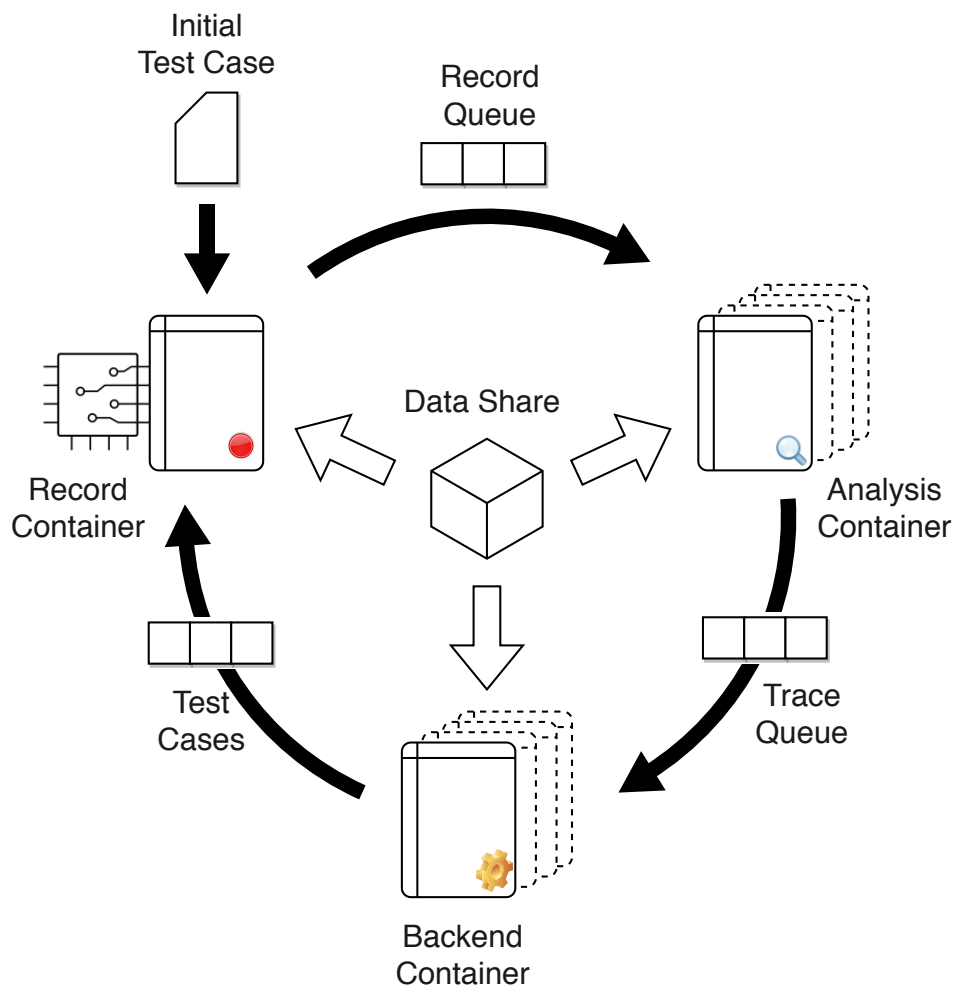 Initial
Test Case
Record
Queue
Data Share
Record
Container
Analysis
Container
Test
Cases
Trace
Queue
Backend
Container